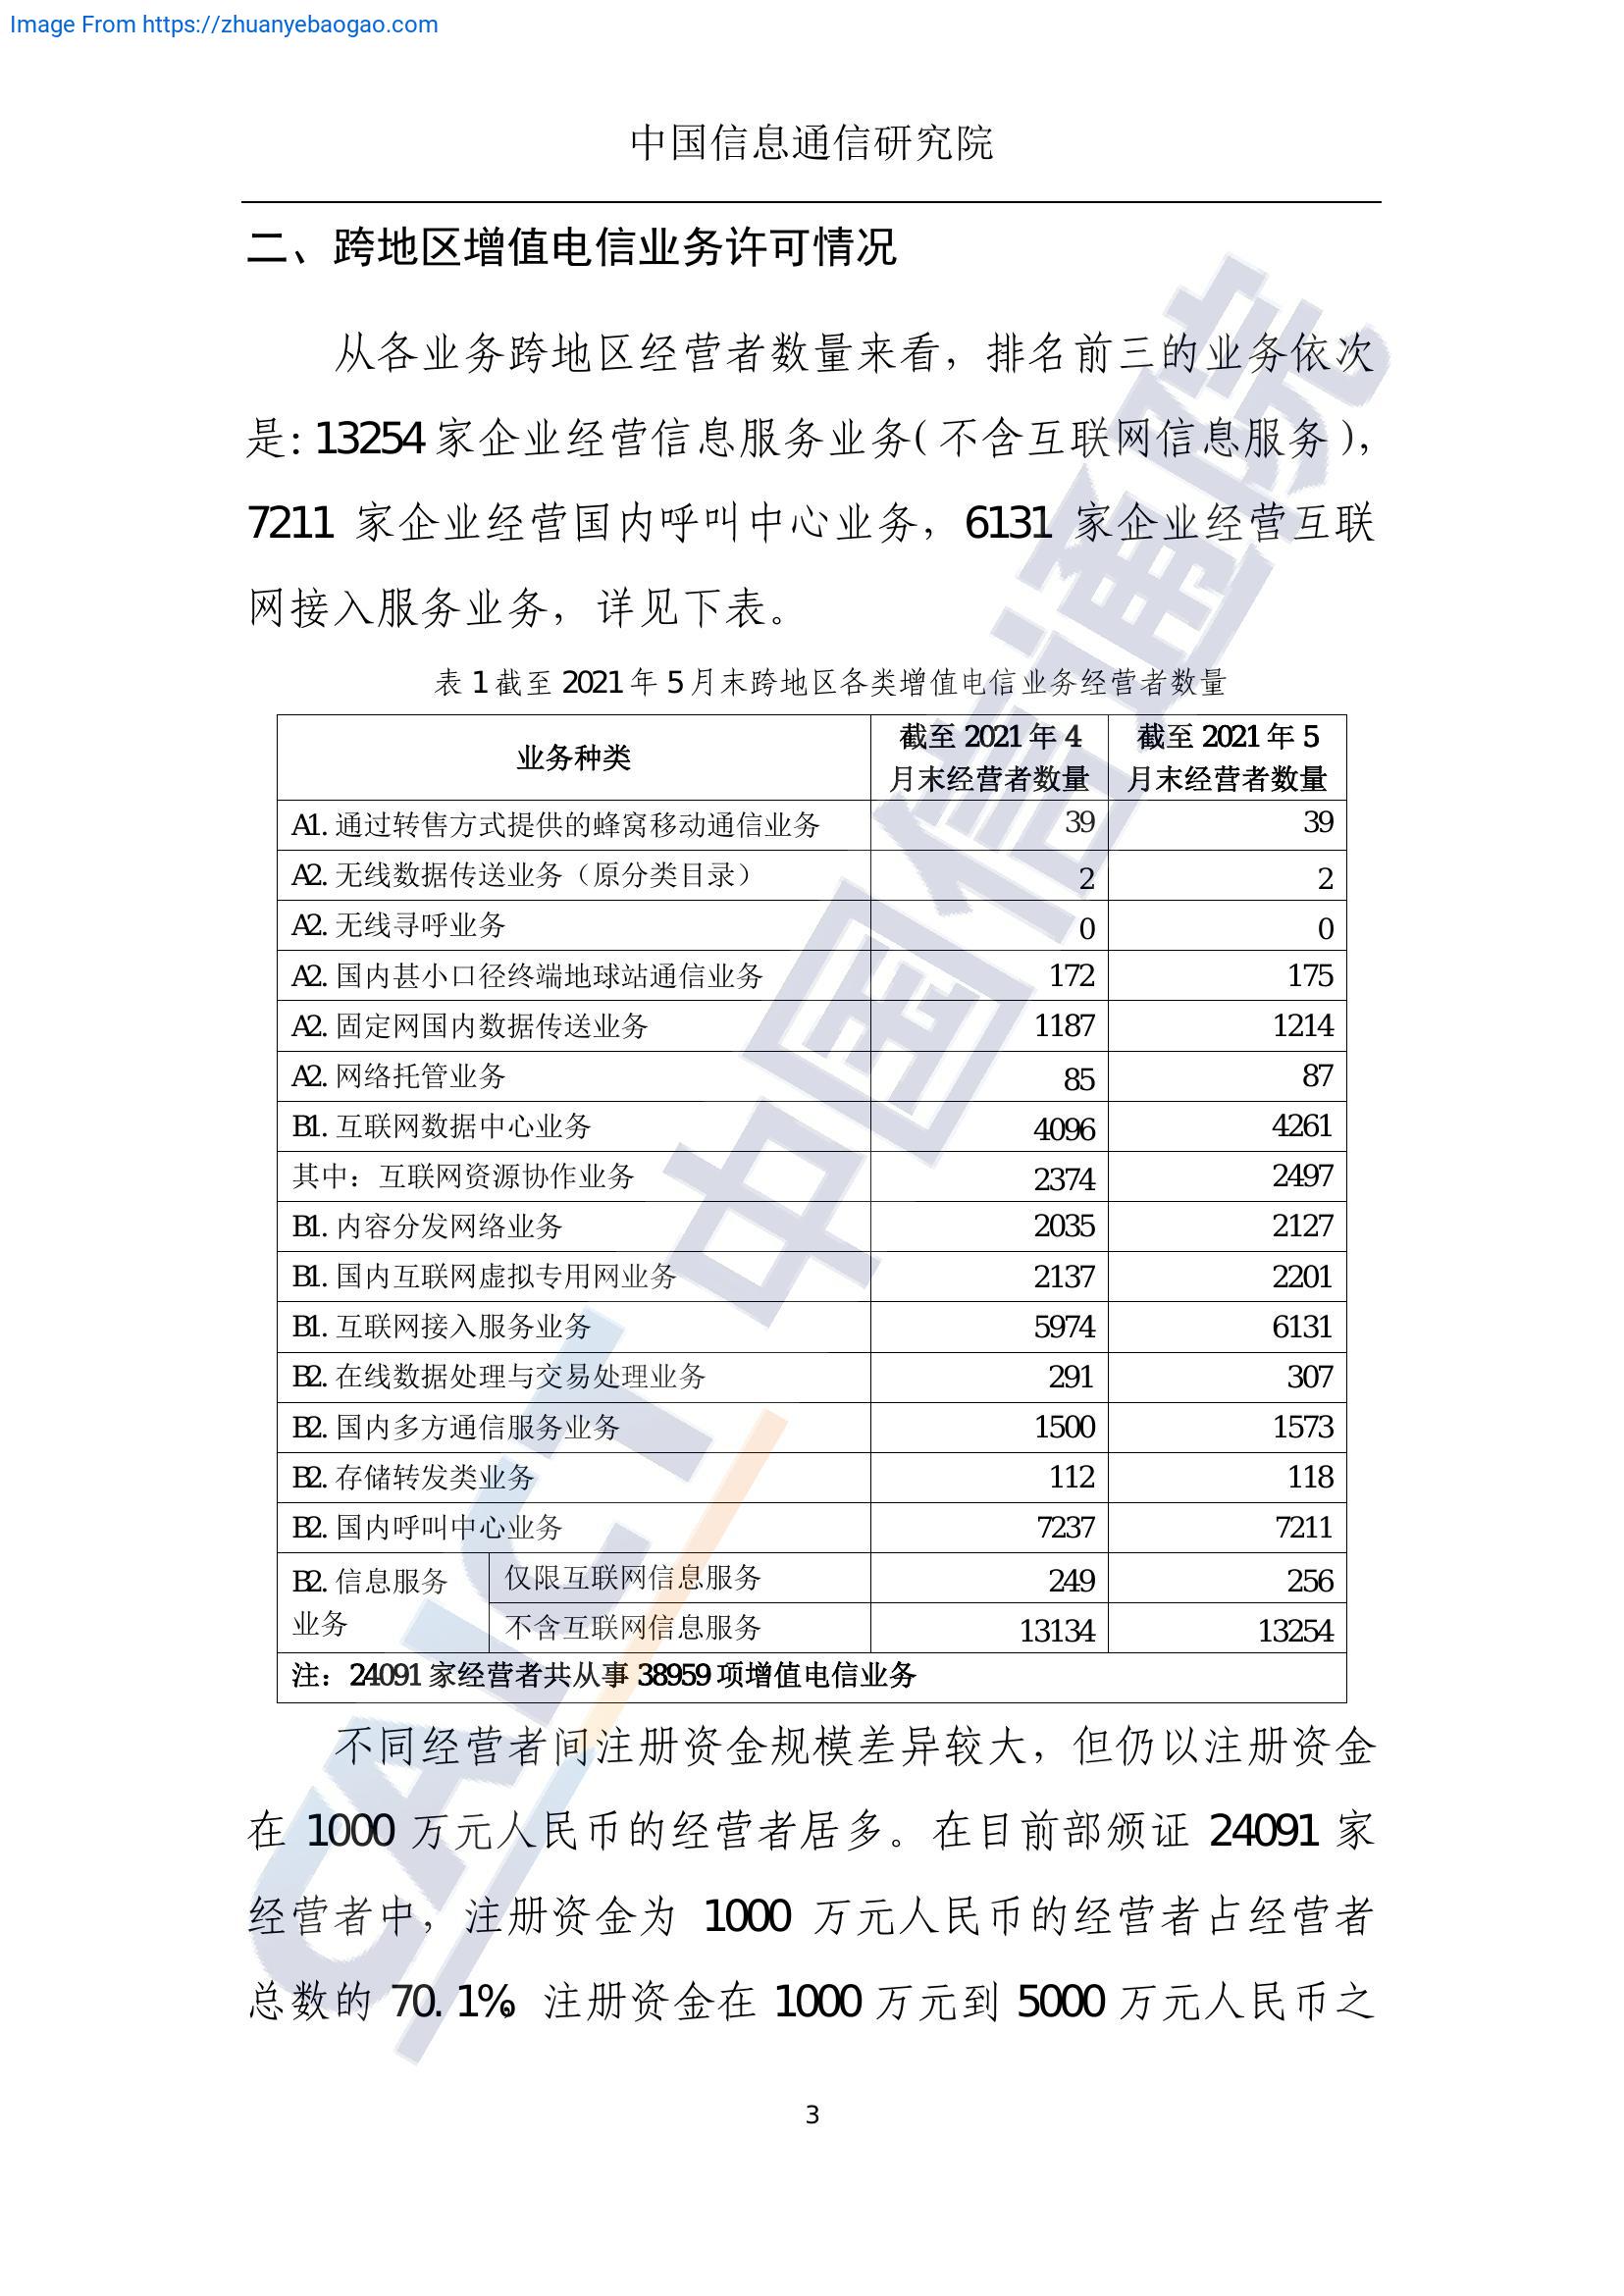 Image From https://zhuanyebaogao.com
中国信息通信研究院
二、跨地区增值电信业务许可情况
从各业务跨地区经营者数量来看，排名前三的业务依次
是：13254 家企业经营信息服务业务(不含互联网信息服务)，
7211 家企业经营国内呼叫中心业务，6131 家企业经营互联
网接入服务业务，详见下表。
表 1 截至 2021 年 5 月末跨地区各类增值电信业务经营者数量
业务种类 截至 2021 年 4 月末经营者数量 截至 2021 年 5 月末经营者数量
A1. 通过转售方式提供的蜂窝移动通信业务 39 39
A2. 无线数据传送业务（原分类目录） 2 2
A2. 无线寻呼业务 0 0
A2. 国内甚小口径终端地球站通信业务 172 175
A2. 固定网国内数据传送业务 1187 1214
A2. 网络托管业务 85 87
B1. 互联网数据中心业务 4096 4261
其中：互联网资源协作业务 2374 2497
B1. 内容分发网络业务 2035 2127
B1. 国内互联网虚拟专用网业务 2137 2201
B1. 互联网接入服务业务 5974 6131
B2. 在线数据处理与交易处理业务 291 307
B2. 国内多方通信服务业务 1500 1573
B2. 存储转发类业务 112 118
B2. 国内呼叫中心业务 7237 7211
B2. 信息服务业务 仅限互联网信息服务 249 256
不含互联网信息服务 13134 13254
注：24091 家经营者共从事 38959 项增值电信业务
不同经营者间注册资金规模差异较大，但仍以注册资金
在 1000 万元人民币的经营者居多。在目前部颁证 24091 家
经营者中，注册资金为 1000 万元人民币的经营者占经营者
总数的 70.1%，注册资金在 1000 万元到 5000 万元人民币之
3
CAICT 中国信通院